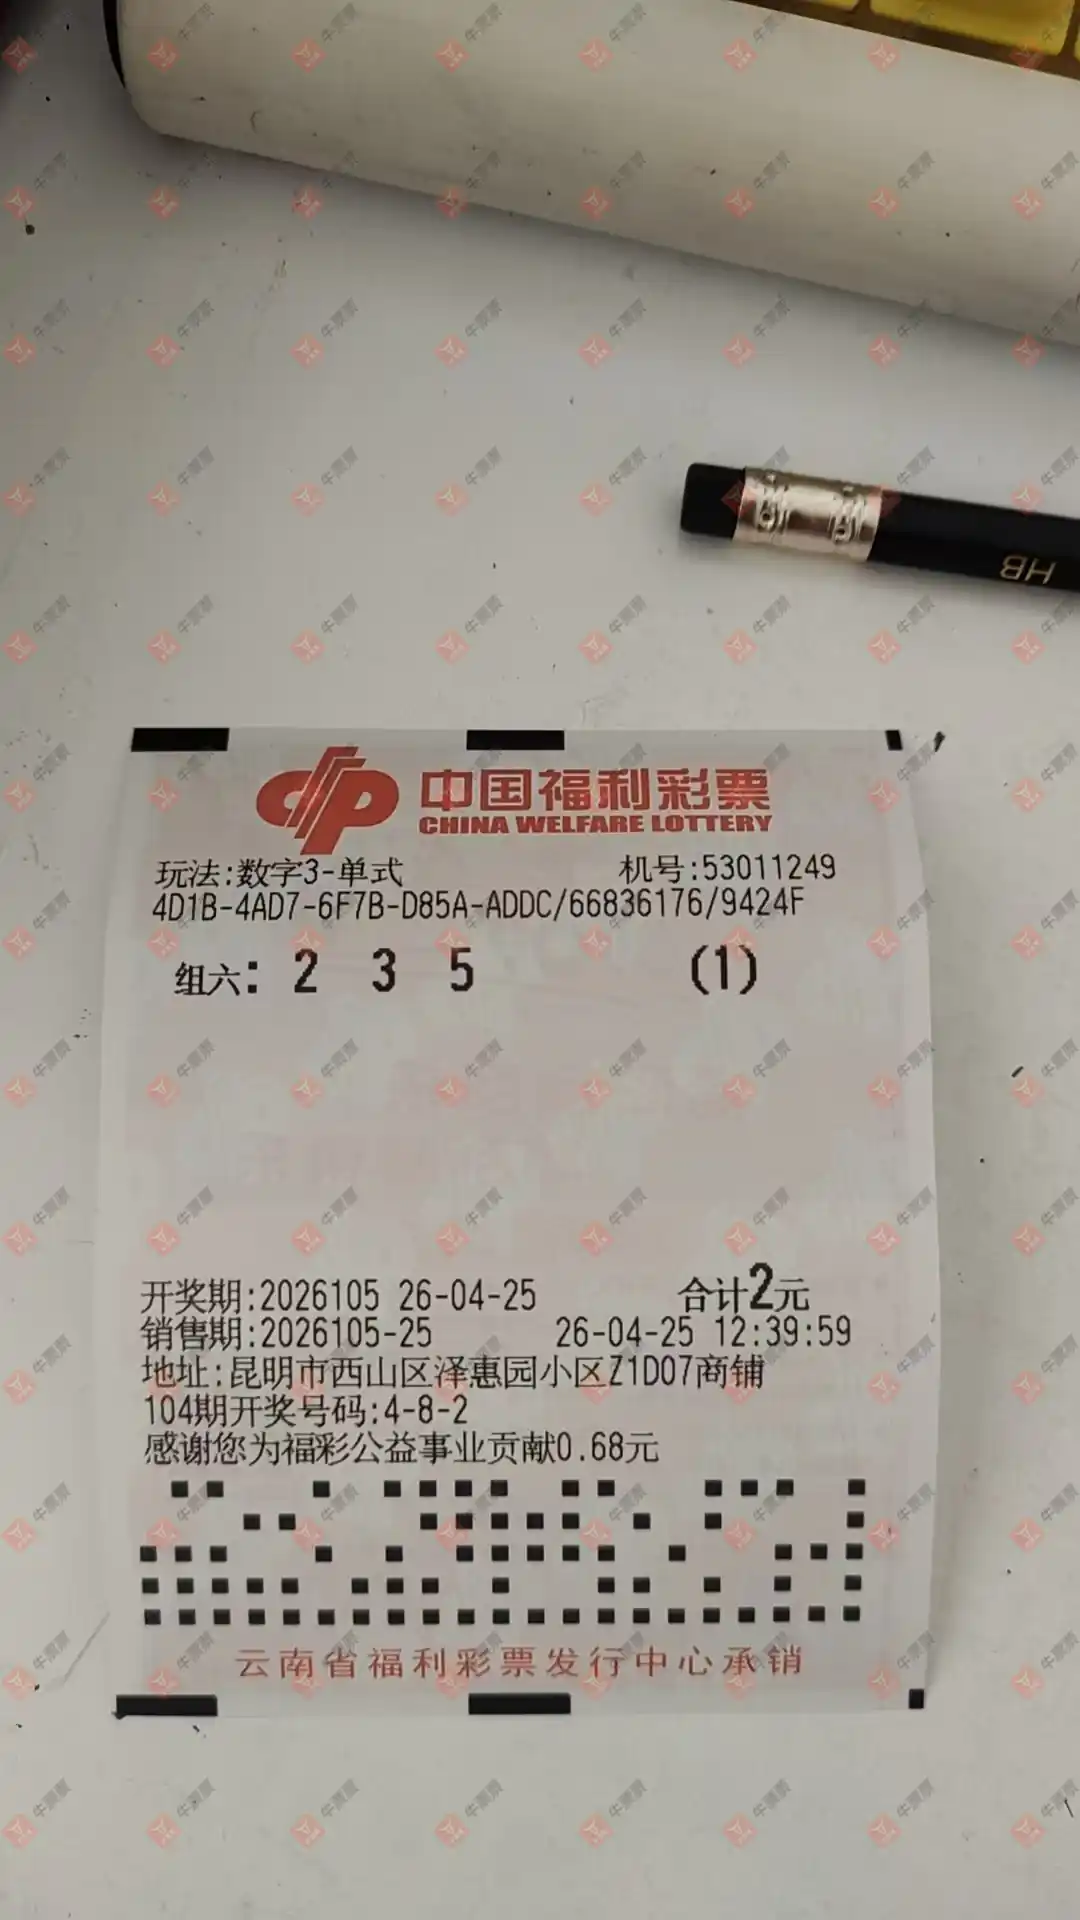 HB
中国福利彩票
CHINA WELFARE LOTTERY
玩法:数字3-单式 机号:53011249
4D1B-4AD7-6F7B-D85A-ADDC/66836176/9424F
组六: 2 3 5 (1)
开奖期:2026105 26-04-25 合计2元
销售期:2026105-25 26-04-25 12:39:59
地址:昆明市西山区泽惠园小区Z1D07商铺
104期开奖号码:4-8-2
感谢您为福彩公益事业贡献0.68元
云南省福利彩票发行中心承销
牛票票